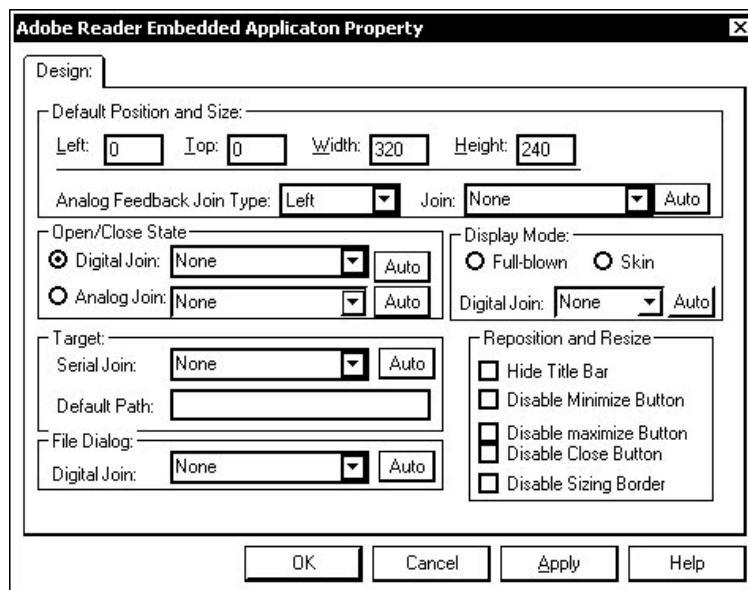 Adobe Reader Embedded Applicaton Property
Design:
Default Position and Size:
Left: 0 Top: 0 Width: 320 Height: 240
Analog Feedback Join Type: Left Join: None Auto
Open/Close State
Digital Join: None Auto
Analog Join: None Auto
Display Mode:
Full-blown Skin
Digital Join: None Auto
Target:
Serial Join: None Auto
Default Path:
File Dialog:
Digital Join: None Auto
Reposition and Resize
Hide Title Bar
Disable Minimize Button
Disable maximize Button
Disable Close Button
Disable Sizing Border
OK Cancel Apply Help